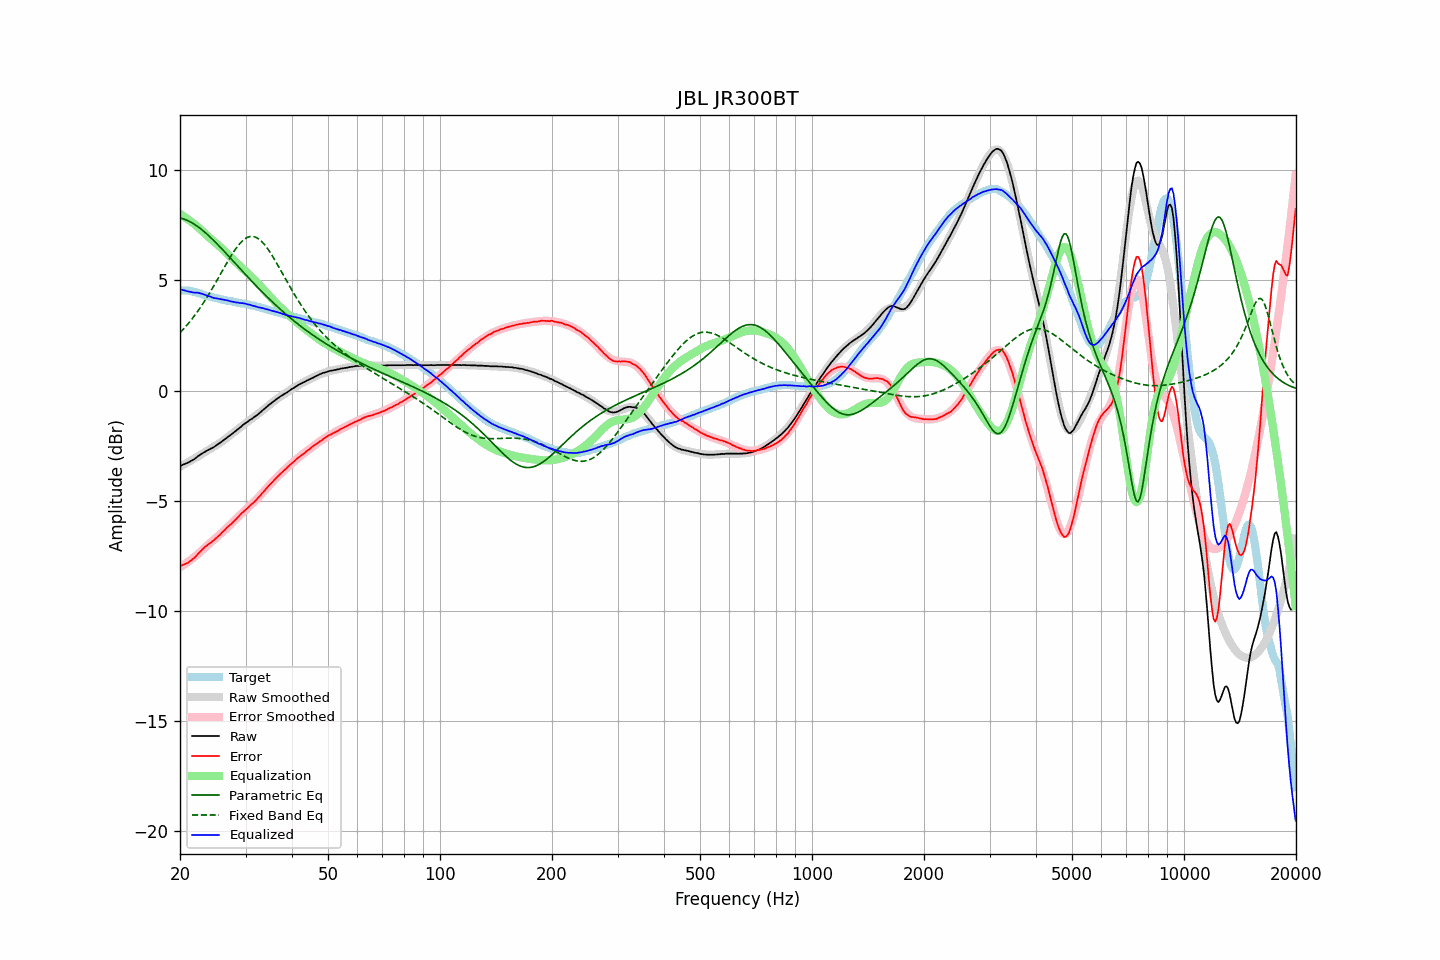 JBL JR300BT
Amplitude (dBr)
10
5
0
−5
−10
−15
−20
Target
Raw Smoothed
Error Smoothed
Raw
Error
Equalization
Parametric Eq
Fixed Band Eq
Equalized
20 50 100 200 500 1000 2000 5000 10000 20000
Frequency (Hz)